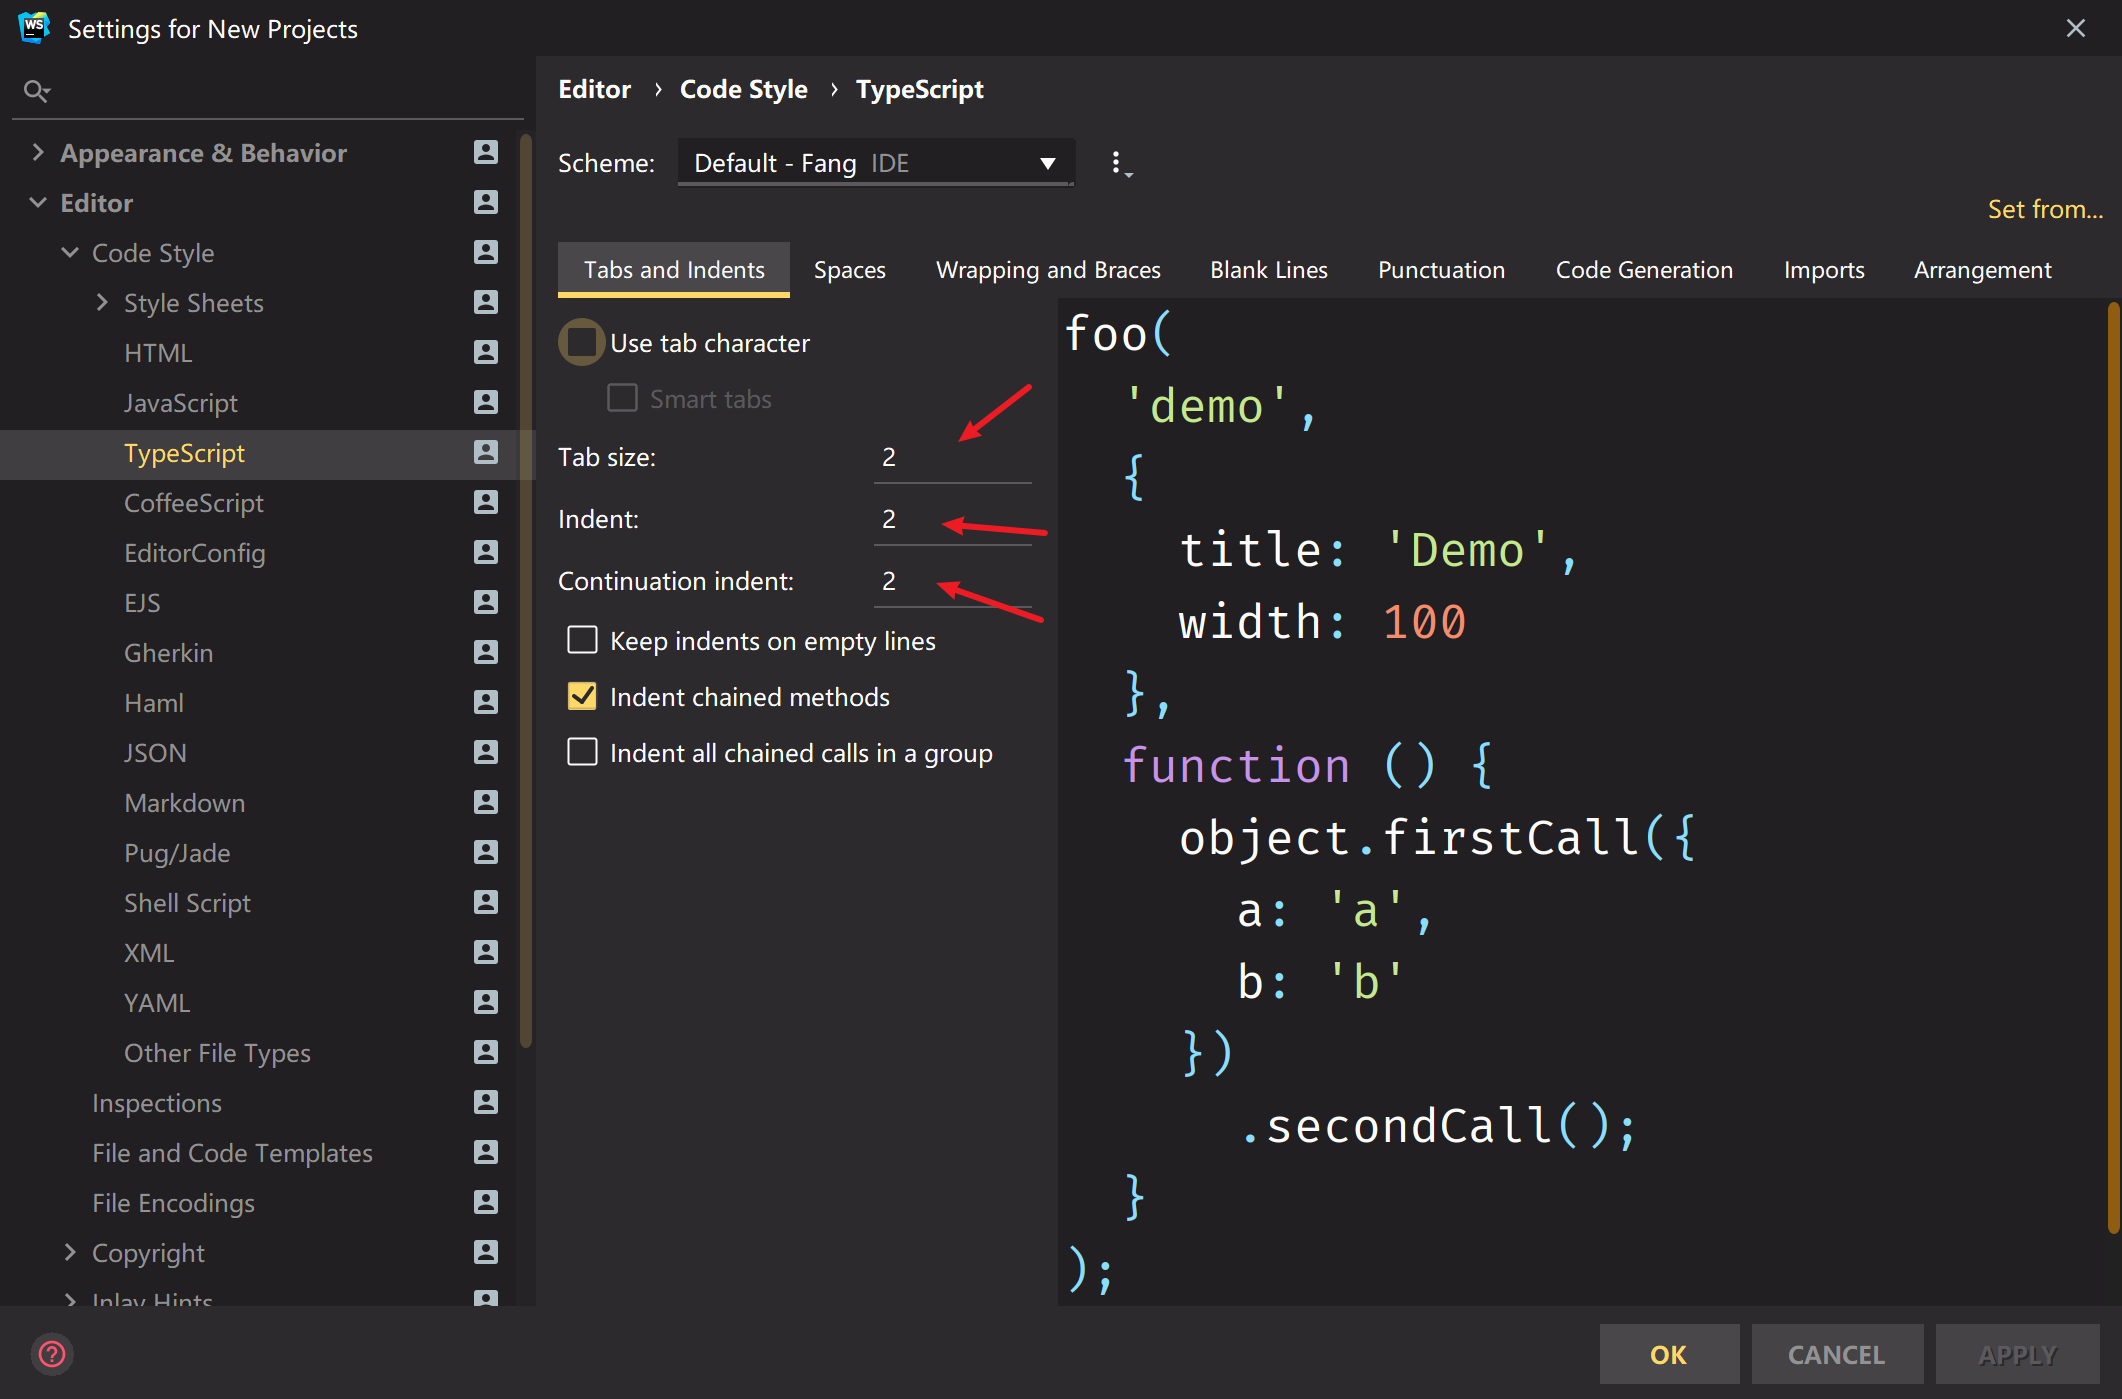 WS Settings for New Projects
Appearance & Behavior
Editor
Code Style
Style Sheets
HTML
JavaScript
TypeScript
CoffeeScript
EditorConfig
EJS
Gherkin
Haml
JSON
Markdown
Pug/Jade
Shell Script
XML
YAML
Other File Types
Inspections
File and Code Templates
File Encodings
Copyright
Inlay Hints
Editor › Code Style › TypeScript
Scheme: Default - Fang IDE
Set from...
Tabs and Indents Spaces Wrapping and Braces Blank Lines Punctuation Code Generation Imports Arrangement
Use tab character
Smart tabs
Tab size: 2
Indent: 2
Continuation indent: 2
Keep indents on empty lines
Indent chained methods
Indent all chained calls in a group
foo(
'demo',
{
title: 'Demo',
width: 100
},
function () {
object.firstCall({
a: 'a',
b: 'b'
})
.secondCall();
}
);
?
OK CANCEL APPLY